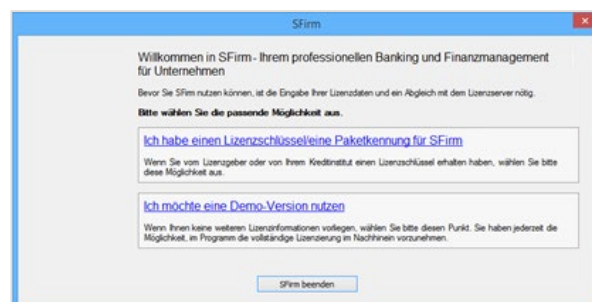 SFirm
Willkommen in SFirm - Ihrem professionellen Banking und Finanzmanagement
für Unternehmen
Bevor Sie SFirm nutzen können, ist die Eingabe Ihrer Lizenzdaten und ein Abgleich mit dem Lizenzserver nötig.
Bitte wählen Sie die passende Möglichkeit aus.
Ich habe einen Lizenzschlüssel/eine Paketkennung für SFirm
Wenn Sie vom Lizenzgeber oder von Ihrem Kreditinstitut einen Lizenzschlüssel erhalten haben, wählen Sie bitte
diese Möglichkeit aus.
Ich möchte eine Demo-Version nutzen
Wenn Ihnen keine weiteren Lizenzinformationen vorliegen, wählen Sie bitte diesen Punkt. Sie haben jederzeit die
Möglichkeit, im Programm die vollständige Lizenzierung im Nachhinein vorzunehmen.
SFirm beenden